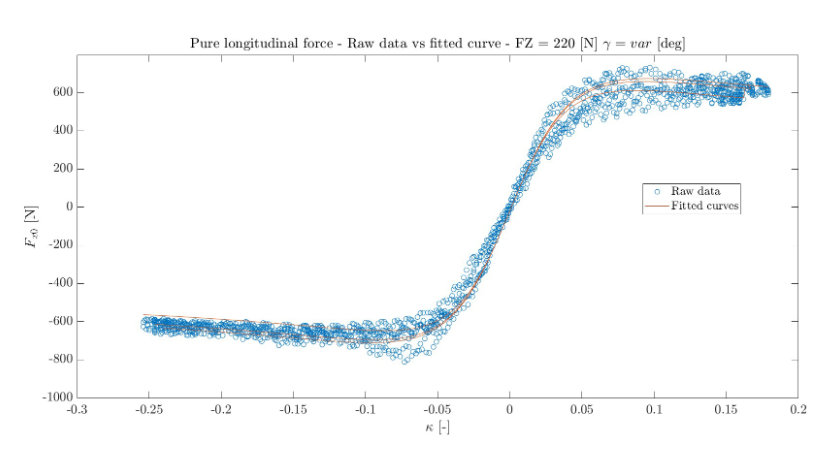 Pure longitudinal force - Raw data vs fitted curve - FZ = 220 [N] γ = var [deg]
600
400
200
0
-200
-400
-600
-800
-1000
F_{x0} [N]
Raw data
Fitted curves
-0.3 -0.25 -0.2 -0.15 -0.1 -0.05 0 0.05 0.1 0.15 0.2
κ [-]